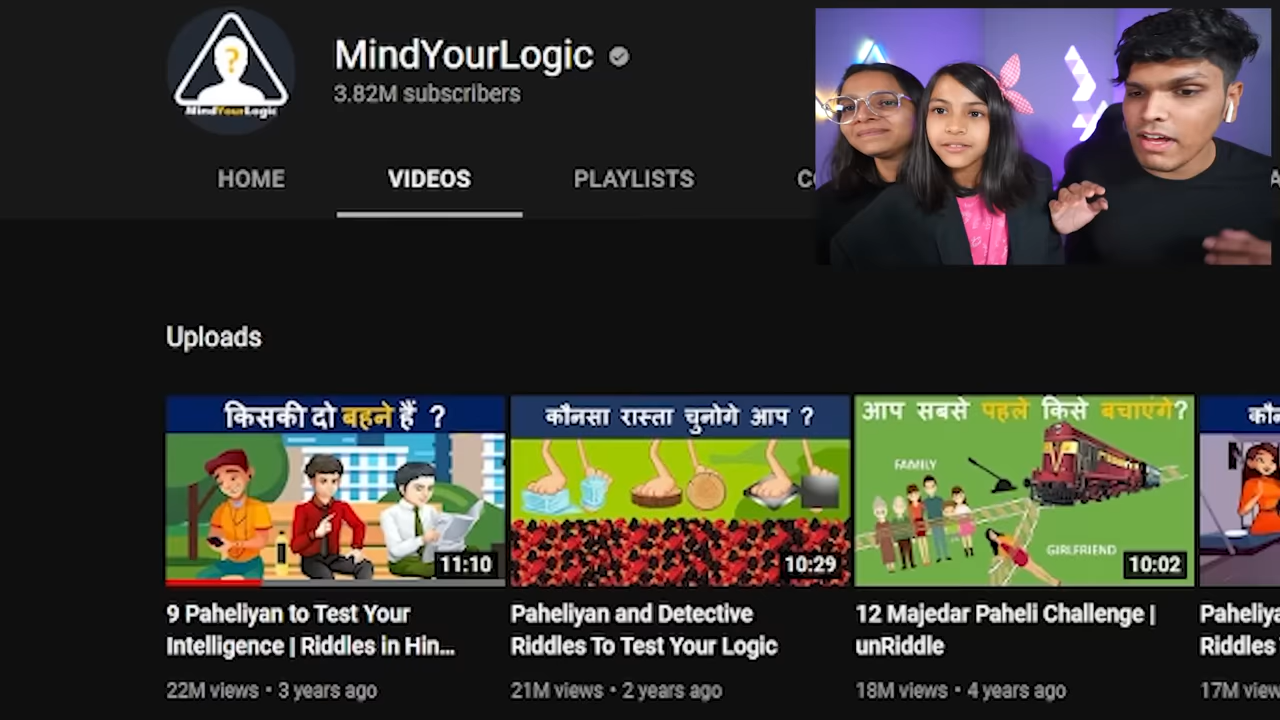 MindYourLogic
MindYourLogic
3.82M subscribers
HOME
VIDEOS
PLAYLISTS
Uploads
किसकी दो बहने हैं ?
11:10
9 Paheliyan to Test Your
Intelligence | Riddles in Hin...
22M views • 3 years ago
कौनसा रास्ता चुनोगे आप ?
10:29
Paheliyan and Detective
Riddles To Test Your Logic
21M views • 2 years ago
आप सबसे पहले किसे बचाएंगे?
FAMILY
GIRLFRIEND
10:02
12 Majedar Paheli Challenge |
unRiddle
18M views • 4 years ago
Riddles
17M